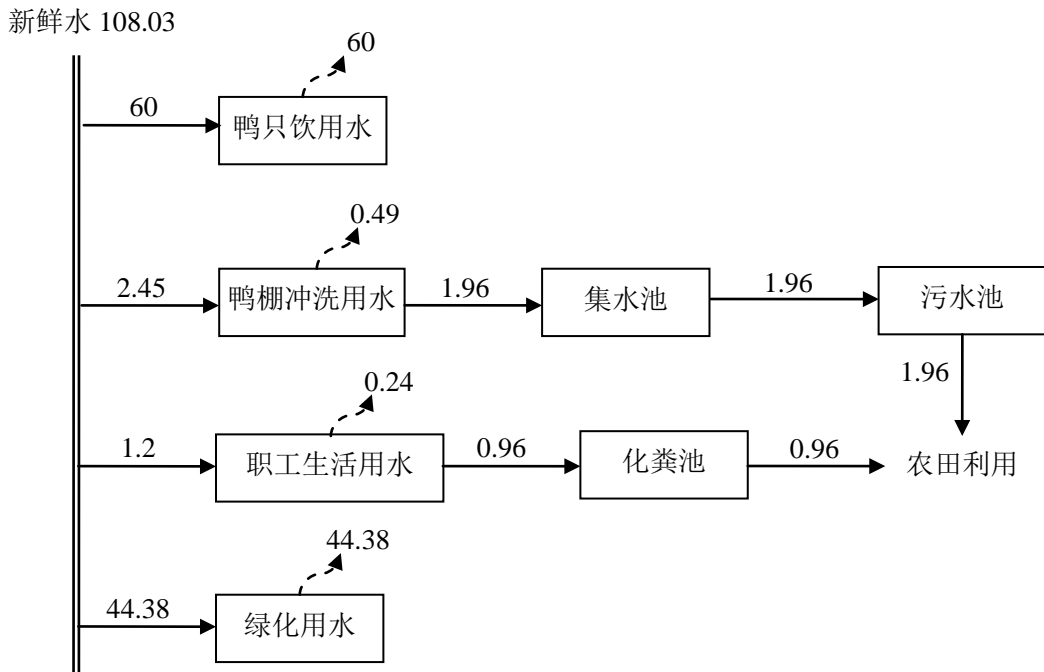 新鲜水 108.03
60
60
鸭只饮用水
0.49
2.45
鸭棚冲洗用水
1.96
集水池
1.96
污水池
1.96
0.24
1.2
职工生活用水
0.96
化粪池
0.96
农田利用
44.38
44.38
绿化用水